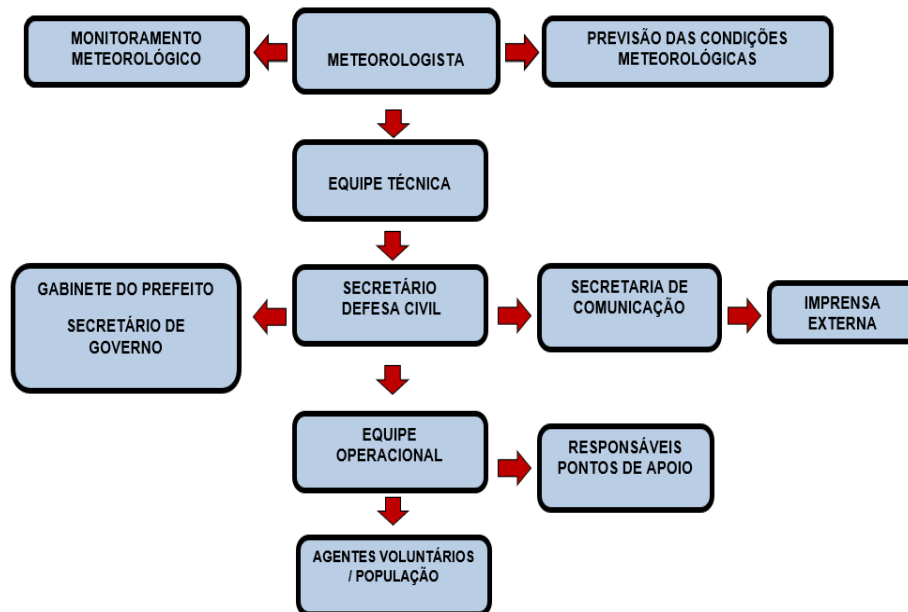 MONITORAMENTO
METEOROLÓGICO
METEOROLOGISTA
PREVISÃO DAS CONDIÇÕES
METEOROLÓGICAS
EQUIPE TÉCNICA
GABINETE DO PREFEITO
SECRETÁRIO DE
GOVERNO
SECRETÁRIO
DEFESA CIVIL
SECRETARIA DE
COMUNICAÇÃO
IMPRENSA
EXTERNA
EQUIPE
OPERACIONAL
RESPONSÁVEIS
PONTOS DE APOIO
AGENTES VOLUNTÁRIOS
/ POPULAÇÃO